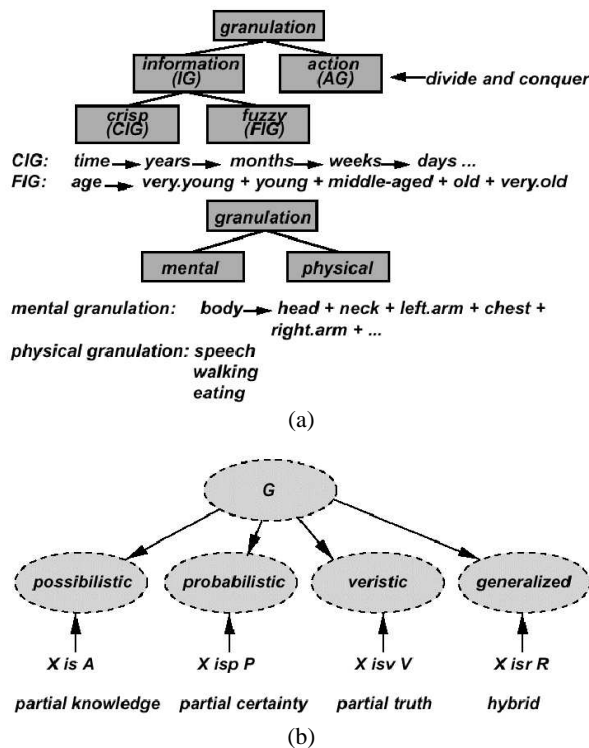 granulation
information
(IG)
action
(AG)
divide and conquer
crisp
(CIG)
fuzzy
(FIG)
CIG: time years months weeks days ...
FIG: age very.young + young + middle-aged + old + very.old
granulation
mental
physical
mental granulation: body head + neck + left.arm + chest +
right.arm + ...
physical granulation: speech
walking
eating
(a)
G
possibilistic probabilistic veristic generalized
X is A X isp P X isv V X isr R
partial knowledge partial certainty partial truth hybrid
(b)